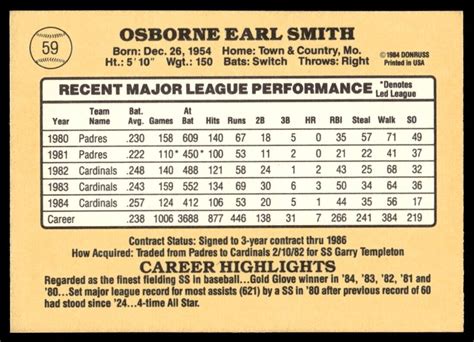 59
OSBORNE EARL SMITH
Born: Dec. 26, 1954 Home: Town & Country, Mo.
Ht.: 5' 10" Wgt.: 150 Bats: Switch Throws: Right
©1984 DONRUSS
Printed in USA
RECENT MAJOR LEAGUE PERFORMANCE
*Denotes
Led League
Year Team Name Bat. Avg. Games At Bat Hits Runs 2B 3B HR RBI Steal Walk SO
1980 Padres .230 158 609 140 67 18 5 0 35 57 71 49
1981 Padres .222 110* 450* 100 53 11 2 0 21 22 41 37
1982 Cardinals .248 140 488 121 58 24 1 2 43 25 68 32
1983 Cardinals .243 159 552 134 69 30 6 3 50 34 64 36
1984 Cardinals .257 124 412 106 53 20 5 1 44 35 56 17
Career .238 1006 3688 877 446 138 31 7 266 241 384 219
Contract Status: Signed to 3-year contract thru 1986
How Acquired: Traded from Padres to Cardinals 2/10/82 for SS Garry Templeton
CAREER HIGHLIGHTS
Regarded as the finest fielding SS in baseball...Gold Glove winner in '84, '83, '82, '81 and
'80...Set major league record for most assists (621) by a SS in '80 after previous record of 60
had stood since '24...4-time All Star.